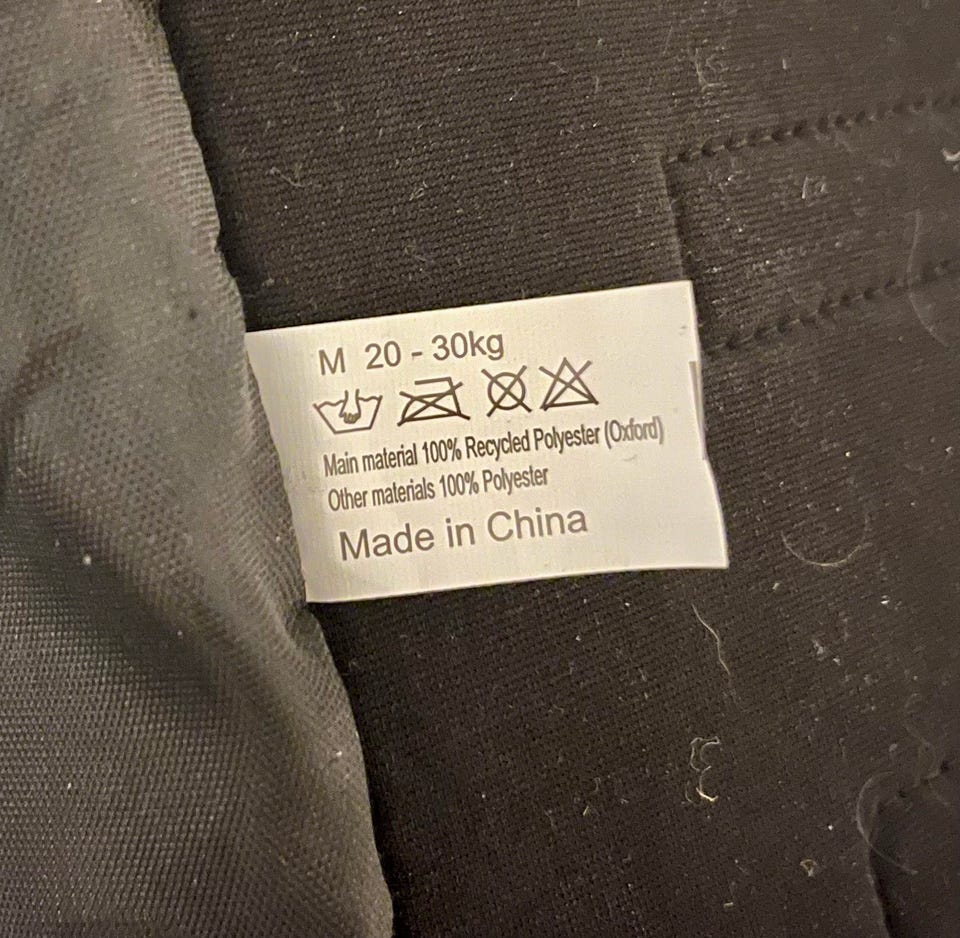 M 20 - 30kg
Main material 100% Recycled Polyester (Oxford)
Other materials 100% Polyester
Made in China